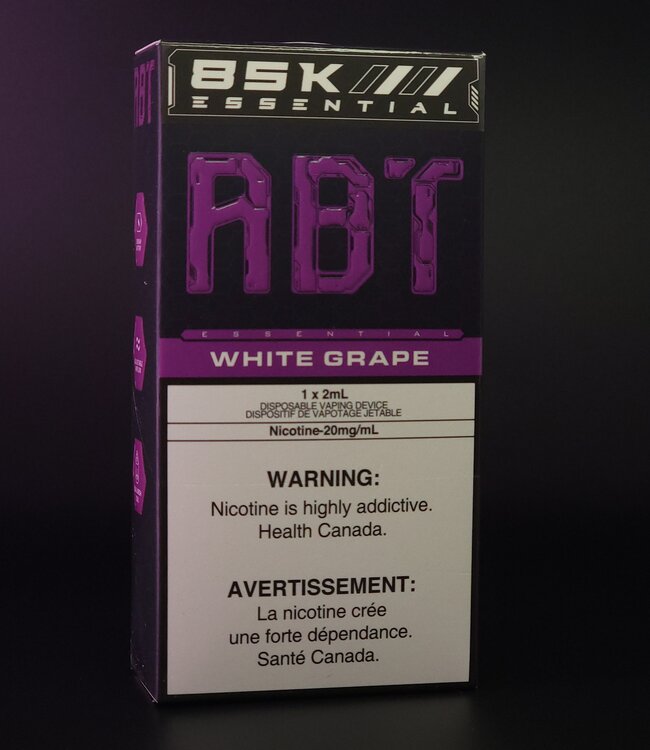 85K
ESSENTIAL
ABT
ESSENTIAL
WHITE GRAPE
1 x 2mL
DISPOSABLE VAPING DEVICE
DISPOSITIF DE VAPOTAGE JETABLE
Nicotine-20mg/mL
WARNING:
Nicotine is highly addictive.
Health Canada.
AVERTISSEMENT:
La nicotine crée
une forte dépendance.
Santé Canada.
ABT